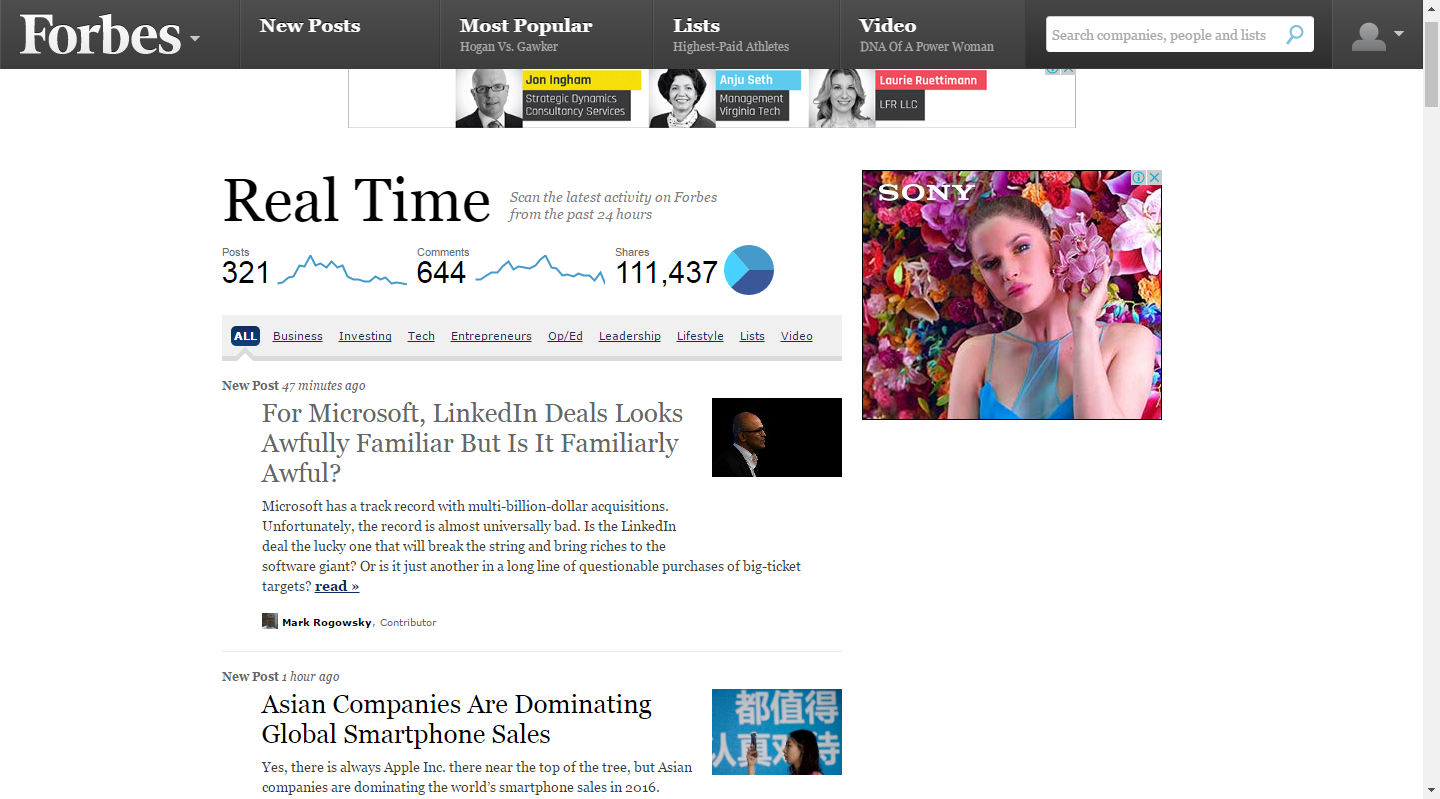 Forbes
New Posts
Most Popular
Hogan Vs. Gawker
Lists
Highest-Paid Athletes
Video
DNA Of A Power Woman
Search companies, people and lists
Jon Ingham
Strategic Dynamics
Consultancy Services
Anju Seth
Management
Virginia Tech
Laurie Ruettimann
LFR LLC
Real Time
Scan the latest activity on Forbes
from the past 24 hours
Posts
321
Comments
644
Shares
111,437
SONY
ALL Business Investing Tech Entrepreneurs Op/Ed Leadership Lifestyle Lists Video
New Post 47 minutes ago
For Microsoft, LinkedIn Deals Looks
Awfully Familiar But Is It Familiarly
Awful?
Microsoft has a track record with multi-billion-dollar acquisitions.
Unfortunately, the record is almost universally bad. Is the LinkedIn
deal the lucky one that will break the string and bring riches to the
software giant? Or is it just another in a long line of questionable purchases of big-ticket
targets? read »
Mark Rogowsky, Contributor
New Post 1 hour ago
Asian Companies Are Dominating
Global Smartphone Sales
都值得
认真对待
Yes, there is always Apple Inc. there near the top of the tree, but Asian
companies are dominating the world's smartphone sales in 2016.